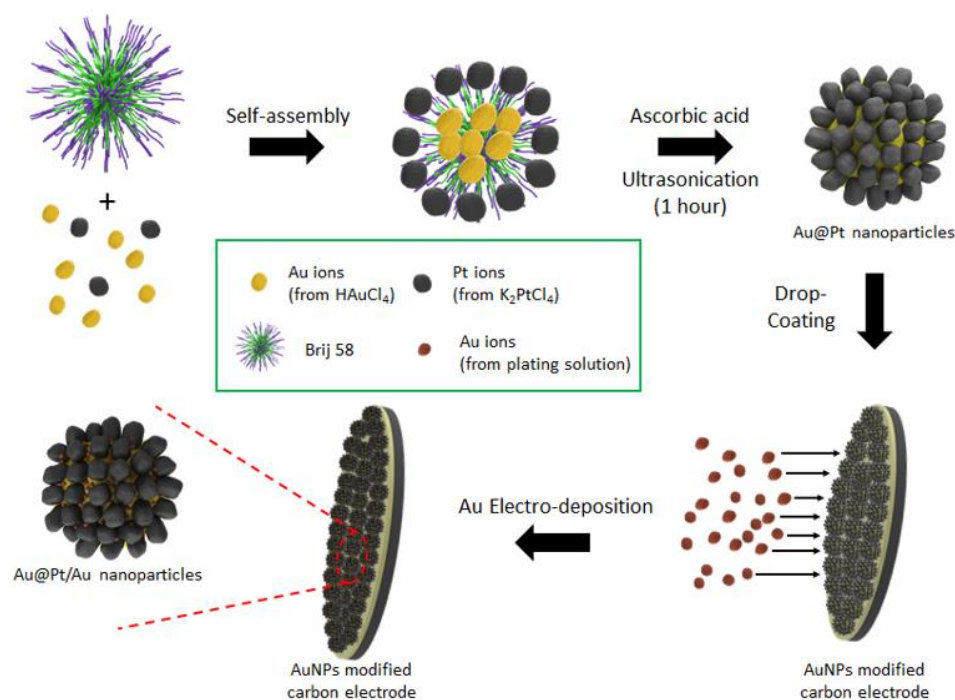 Self-assembly
+
Ascorbic acid
Ultrasonication
(1 hour)
Au@Pt nanoparticles
Au ions
(from HAuCl₄)
Pt ions
(from K₂PtCl₄)
Brij 58
Au ions
(from plating solution)
Drop-
Coating
Au Electro-deposition
Au@Pt/Au nanoparticles
AuNPs modified
carbon electrode
AuNPs modified
carbon electrode